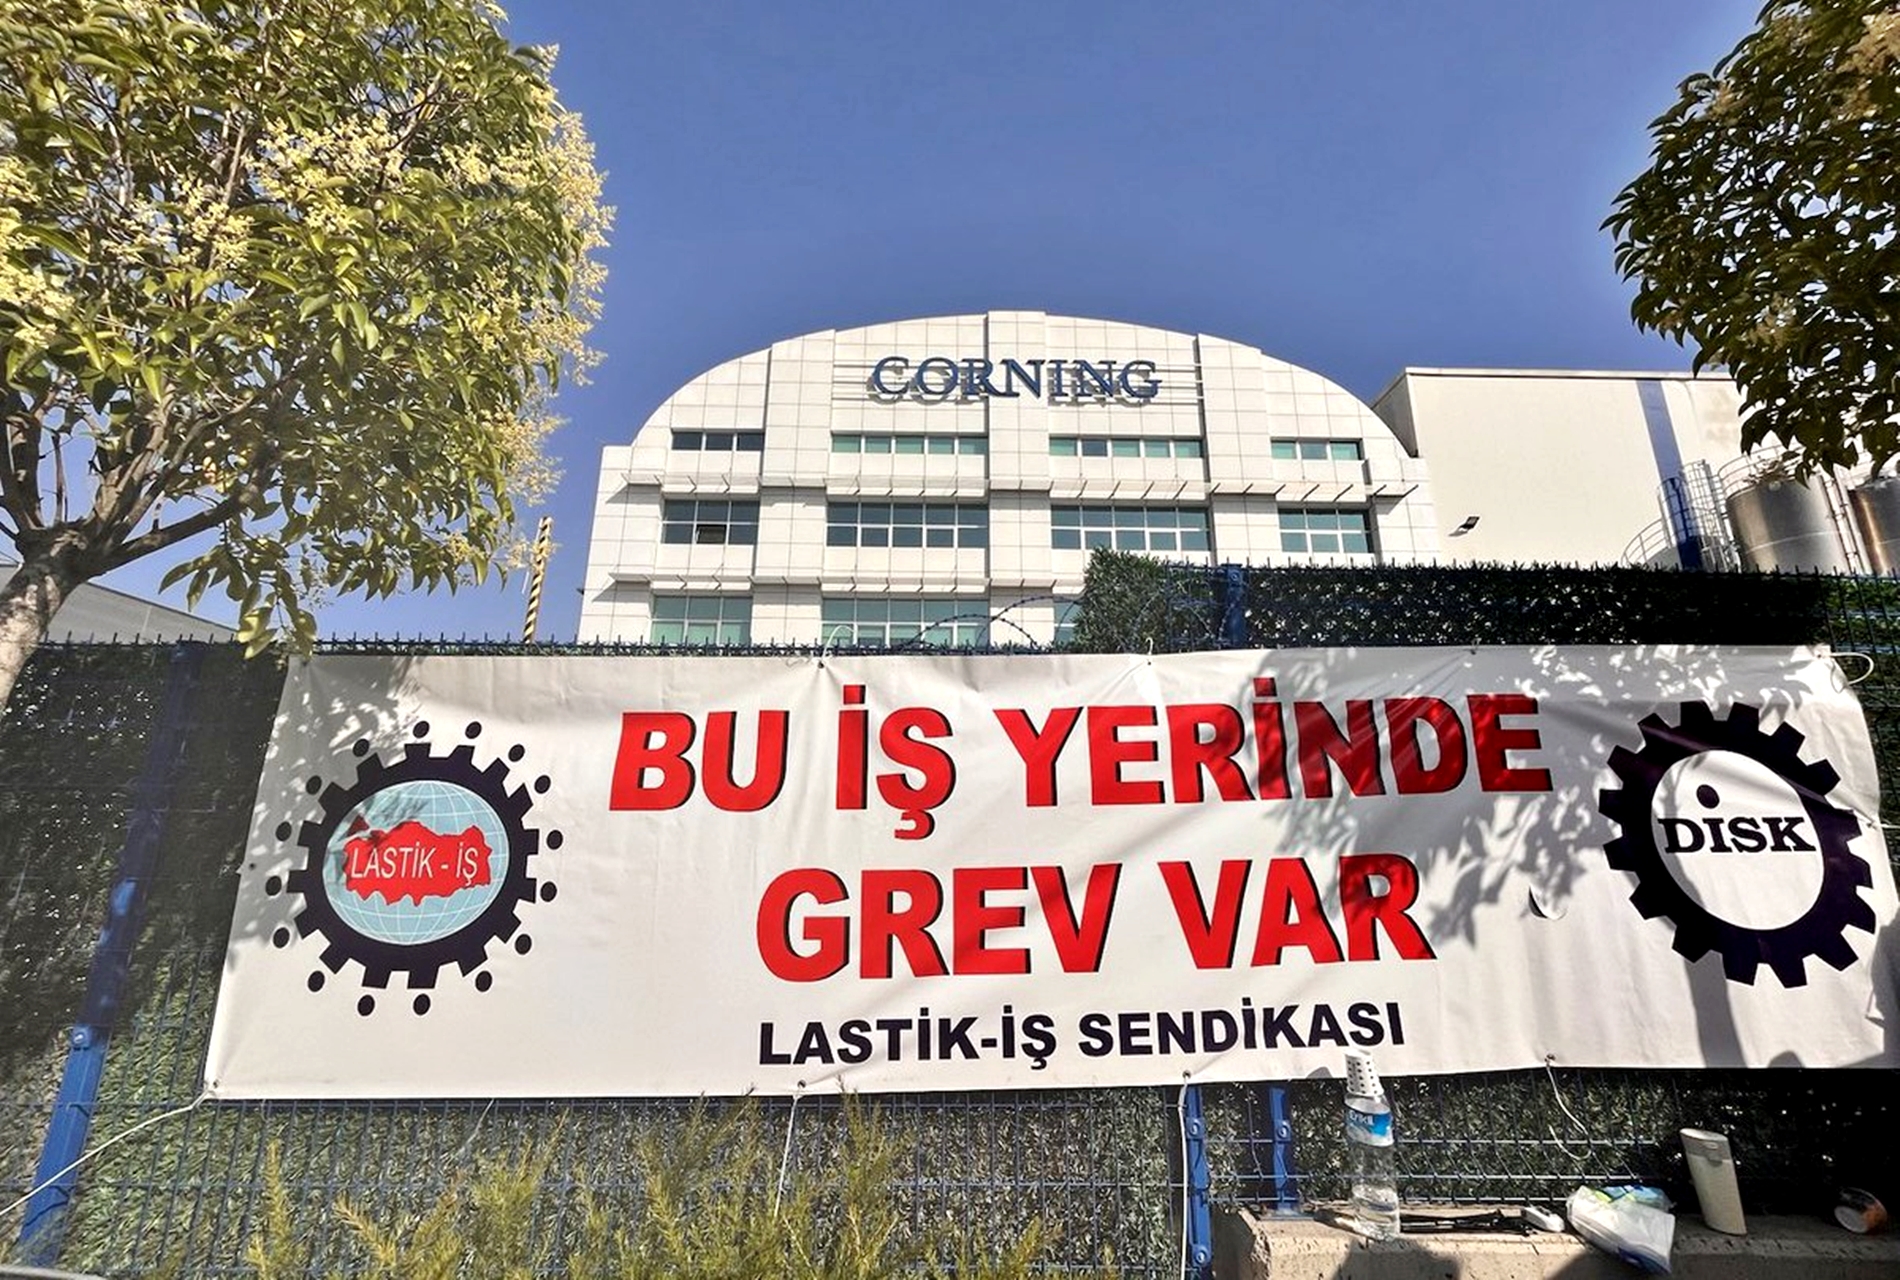 CORNING
BU İŞ YERİNDE
GREV VAR
LASTİK-İŞ SENDİKASI
LASTİK - İŞ
DİSK